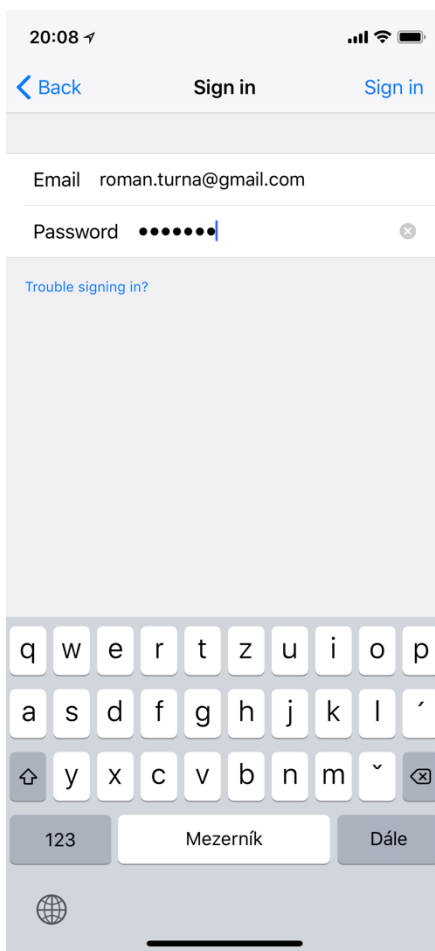 20:08
Back Sign in Sign in
Email roman.turna@gmail.com
Password •••••••
Trouble signing in?
q w e r t z u i o p
a s d f g h j k l ´
y x c v b n m ˇ
123 Mezerník Dále